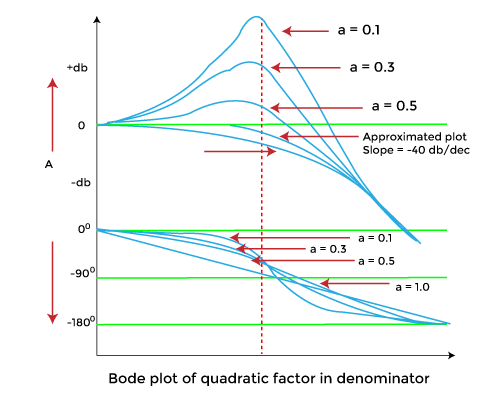 a = 0.1
+db
a = 0.3
a = 0.5
0
Approximated plot
Slope = -40 db/dec
A
-db
0⁰
a = 0.1
a = 0.3
a = 0.5
-90⁰
a = 1.0
-180⁰
Bode plot of quadratic factor in denominator